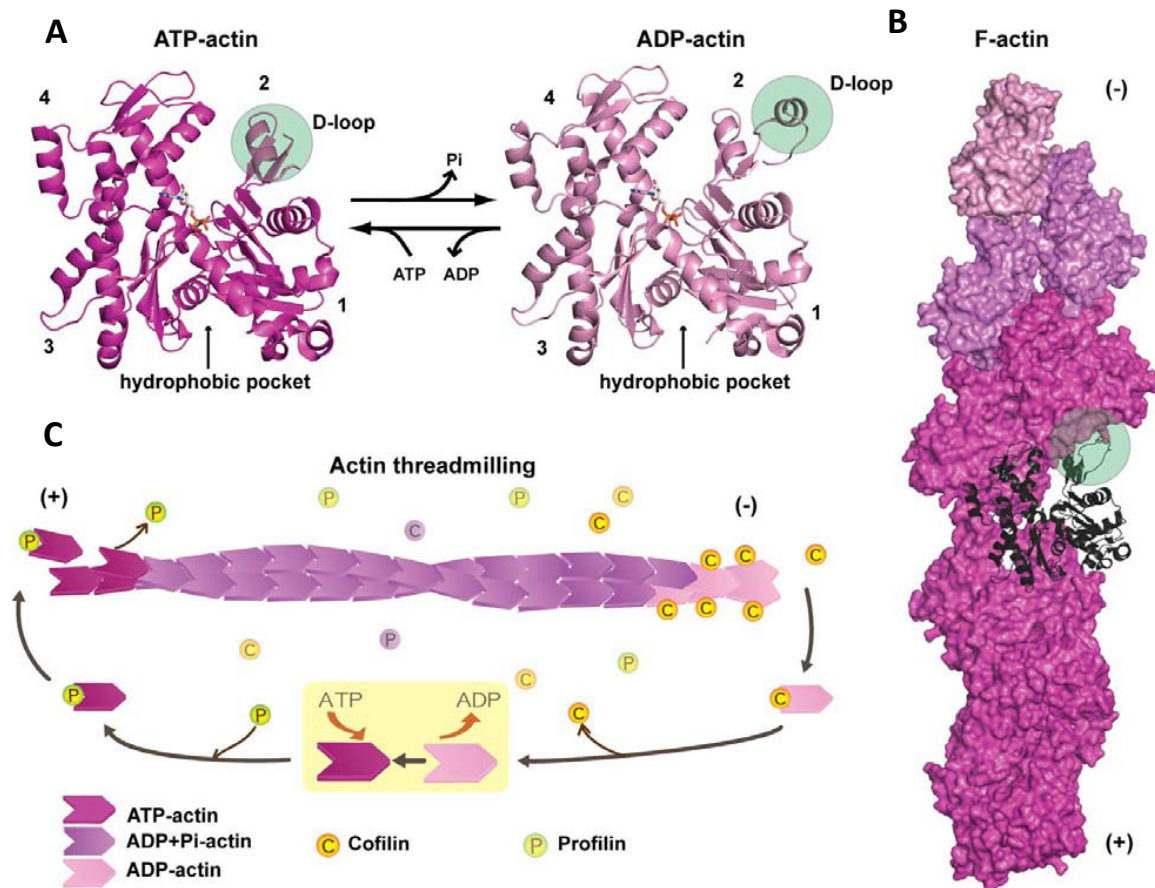 A
ATP-actin
4
2
D-loop
3
1
hydrophobic pocket
Pi
ATP
ADP
ADP-actin
4
2
D-loop
3
1
hydrophobic pocket
B
F-actin
(-)
(+)
C
Actin threadmilling
(+)
(-)
P
P
P
P
C
C
C
C
C
C
C
C
C
C
C
P
C
P
C
P
P
C
C
ATP
ADP
ATP-actin
ADP+Pi-actin
ADP-actin
C Cofilin
P Profilin